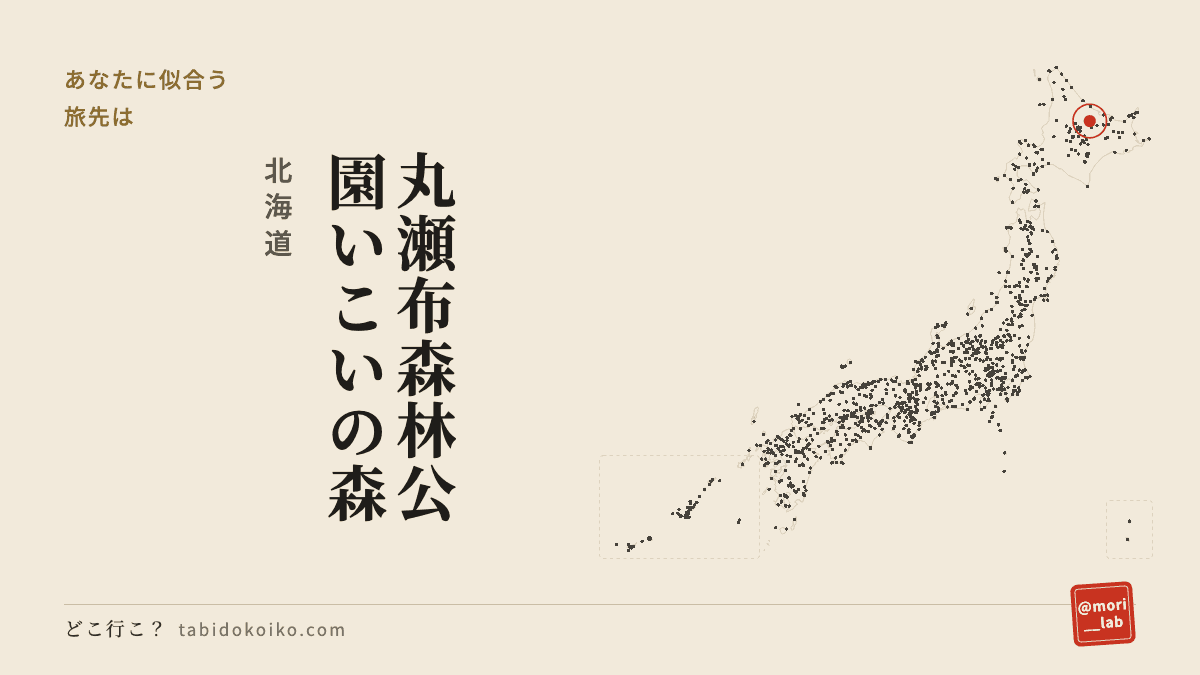 あなたに似合う
旅先は
丸瀬布森林公
園いこいの森
北海道
どこ行こ？ tabidokoiko.com
@mori
__lab